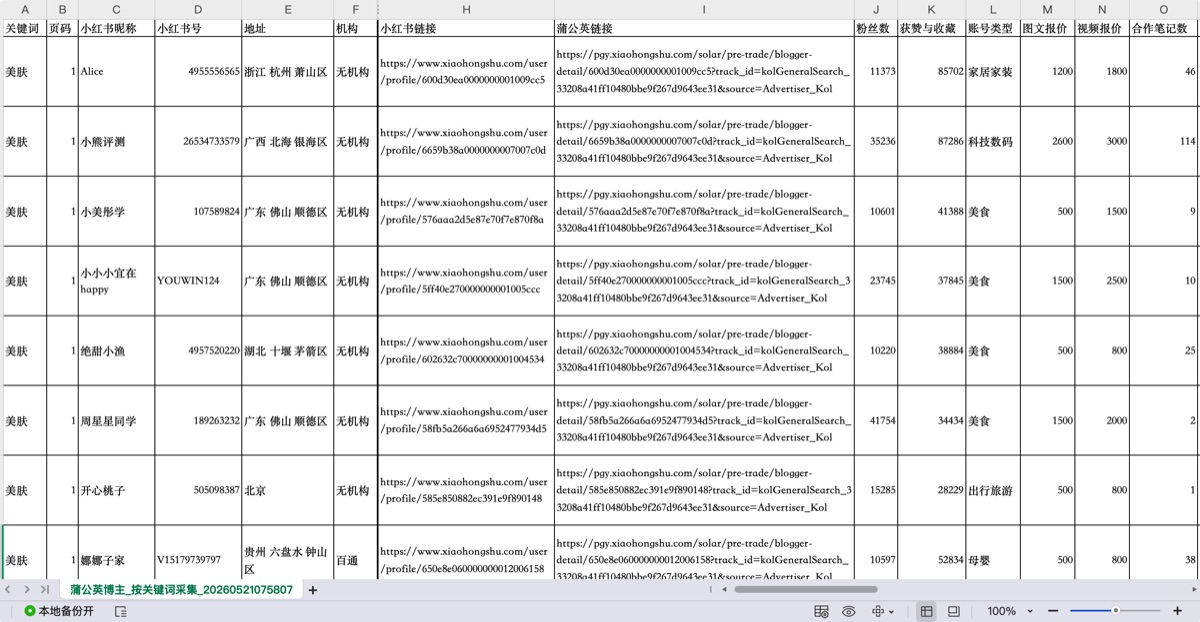 A B C D E F H I J K L M N O
关键词 页码 小红书昵称 小红书号 地址 机构 小红书链接 蒲公英链接 粉丝数 获赞与收藏 账号类型 图文报价 视频报价 合作笔记数
美肤 1 Alice 4955556565 浙江 杭州 萧山区 无机构
https://www.xiaohongshu.com/user
/profile/600d30ea0000000001009cc5
https://pgy.xiaohongshu.com/solar/pre-trade/blogger-
detail/600d30ea0000000001009cc5?track_id=kolGeneralSearch_
33208a41ff10480bbe9f267d9643ee31&source=Advertiser_Kol
11373 85702 家居家装 1200 1800 46
美肤 1 小熊评测 26534733579 广西 北海 银海区 无机构
https://www.xiaohongshu.com/user
/profile/6659b38a0000000007007c0d
https://pgy.xiaohongshu.com/solar/pre-trade/blogger-
detail/6659b38a0000000007007c0d?track_id=kolGeneralSearch_
33208a41ff10480bbe9f267d9643ee31&source=Advertiser_Kol
35236 87286 科技数码 2600 3000 114
美肤 1 小美彤学 107589824 广东 佛山 顺德区 无机构
https://www.xiaohongshu.com/user
/profile/576aaa2d5e87e70f7e870f8a
https://pgy.xiaohongshu.com/solar/pre-trade/blogger-
detail/576aaa2d5e87e70f7e870f8a?track_id=kolGeneralSearch_
33208a41ff10480bbe9f267d9643ee31&source=Advertiser_Kol
10601 41388 美食 500 1500 9
美肤 1 小小小宜在
happy
YOUWIN124 广东 佛山 顺德区 无机构
https://www.xiaohongshu.com/user
/profile/5ff40e270000000001005ccc
https://pgy.xiaohongshu.com/solar/pre-trade/blogger-
detail/5ff40e270000000001005ccc?track_id=kolGeneralSearch_3
3208a41ff10480bbe9f267d9643ee31&source=Advertiser_Kol
23745 37845 美食 1500 2500 10
美肤 1 绝甜小渔 4957520220 湖北 十堰 茅箭区 无机构
https://www.xiaohongshu.com/user
/profile/602632c70000000001004534
https://pgy.xiaohongshu.com/solar/pre-trade/blogger-
detail/602632c70000000001004534?track_id=kolGeneralSearch_
33208a41ff10480bbe9f267d9643ee31&source=Advertiser_Kol
10220 38884 美食 500 800 25
美肤 1 周星星同学 189263232 广东 佛山 顺德区 无机构
https://www.xiaohongshu.com/user
/profile/58fb5a266a6a6952477934d5
https://pgy.xiaohongshu.com/solar/pre-trade/blogger-
detail/58fb5a266a6a6952477934d5?track_id=kolGeneralSearch_
33208a41ff10480bbe9f267d9643ee31&source=Advertiser_Kol
41754 34434 美食 1500 2000 2
美肤 1 开心桃子 505098387 北京 无机构
https://www.xiaohongshu.com/user
/profile/585e850882ec391e9f890148
https://pgy.xiaohongshu.com/solar/pre-trade/blogger-
detail/585e850882ec391e9f890148?track_id=kolGeneralSearch_3
3208a41ff10480bbe9f267d9643ee31&source=Advertiser_Kol
15285 28229 出行旅游 500 800 1
美肤 1 娜娜子家 V15179739797 贵州 六盘水 钟山
区
百通
https://www.xiaohongshu.com/user
/profile/650e8e060000000012006158
https://pgy.xiaohongshu.com/solar/pre-trade/blogger-
detail/650e8e060000000012006158?track_id=kolGeneralSearch_
33208a41ff10480bbe9f267d9643ee31&source=Advertiser_Kol
10597 52834 母婴 500 800 38
蒲公英博主_按关键词采集_20260521075807
本地备份开
100%